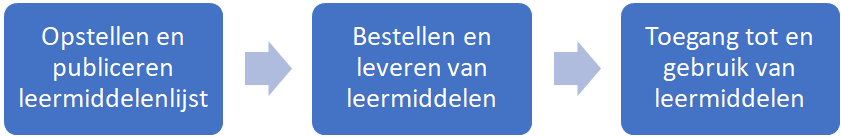 Opstellen en
publiceren
leermiddelenlijst
Bestellen en
leveren van
leermiddelen
Toegang tot en
gebruik van
leermiddelen